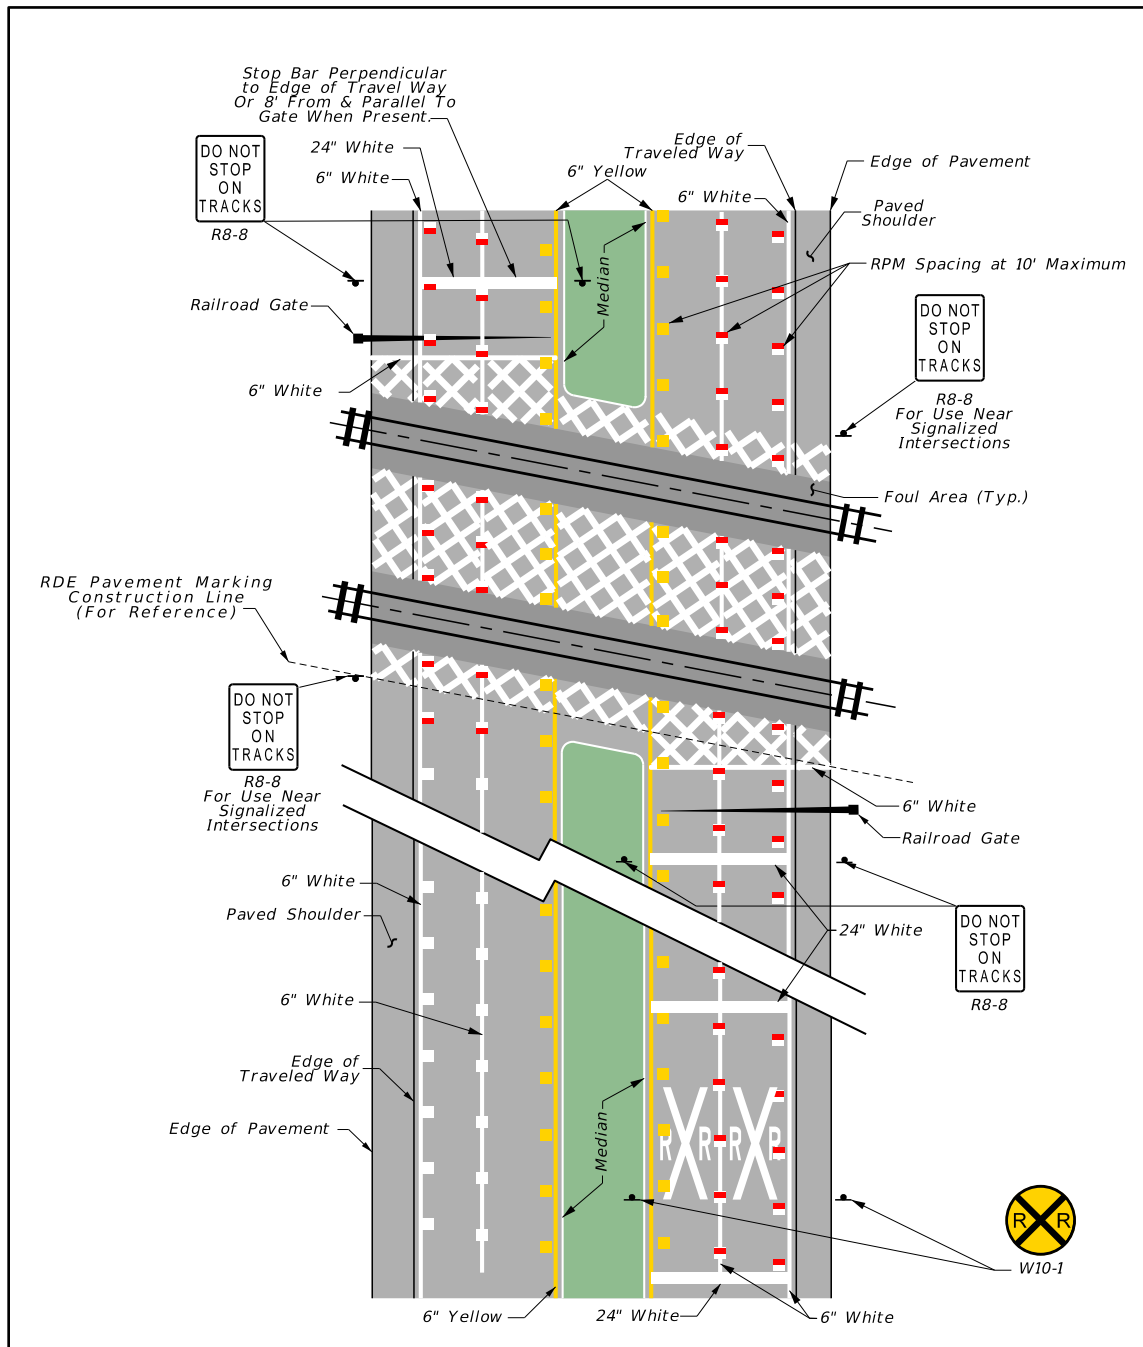 Stop Bar Perpendicular
to Edge of Travel Way
Or 8' From & Parallel To
Gate When Present.
24" White
6" White
DO NOT
STOP
ON
TRACKS
R8-8
6" Yellow
Edge of
Traveled Way
6" White
Edge of Pavement
Paved
Shoulder
RPM Spacing at 10' Maximum
Median
Railroad Gate
6" White
DO NOT
STOP
ON
TRACKS
R8-8
For Use Near
Signalized
Intersections
Foul Area (Typ.)
RDE Pavement Marking
Construction Line
(For Reference)
DO NOT
STOP
ON
TRACKS
R8-8
For Use Near
Signalized
Intersections
6" White
Railroad Gate
6" White
Paved Shoulder
24" White
DO NOT
STOP
ON
TRACKS
R8-8
6" White
Edge of
Traveled Way
Edge of Pavement
Median
R R
R R
R R
W10-1
6" Yellow
24" White
6" White